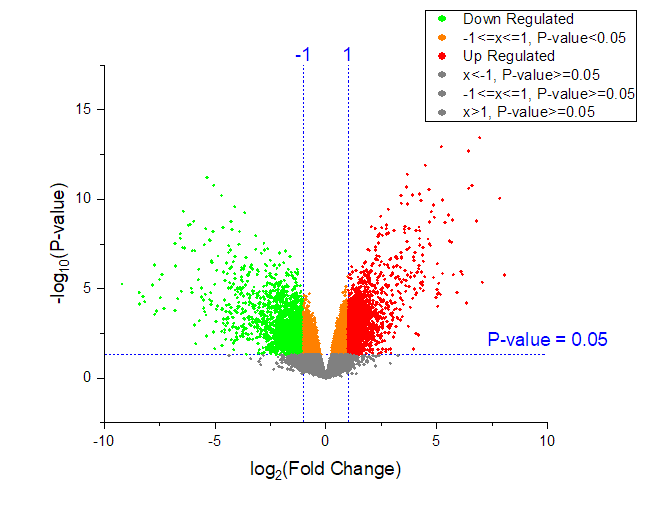 Down Regulated
-1<=x<=1, P-value<0.05
Up Regulated
x<-1, P-value>=0.05
-1<=x<=1, P-value>=0.05
x>1, P-value>=0.05
-1 1
15
10
5
0
-log10(P-value)
P-value = 0.05
-10 -5 0 5 10
log2(Fold Change)